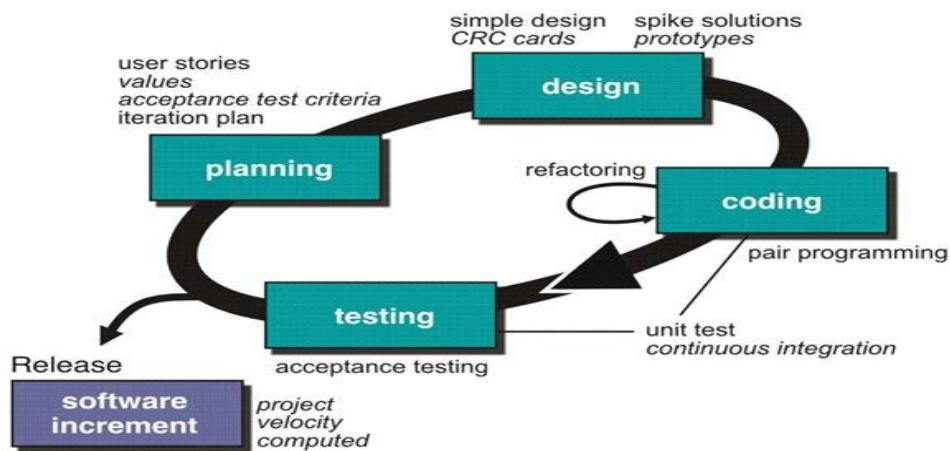 simple design
CRC cards
spike solutions
prototypes
user stories
values
acceptance test criteria
iteration plan
design
planning
refactoring
coding
pair programming
testing
unit test
continuous integration
acceptance testing
Release
software
increment
project
velocity
computed